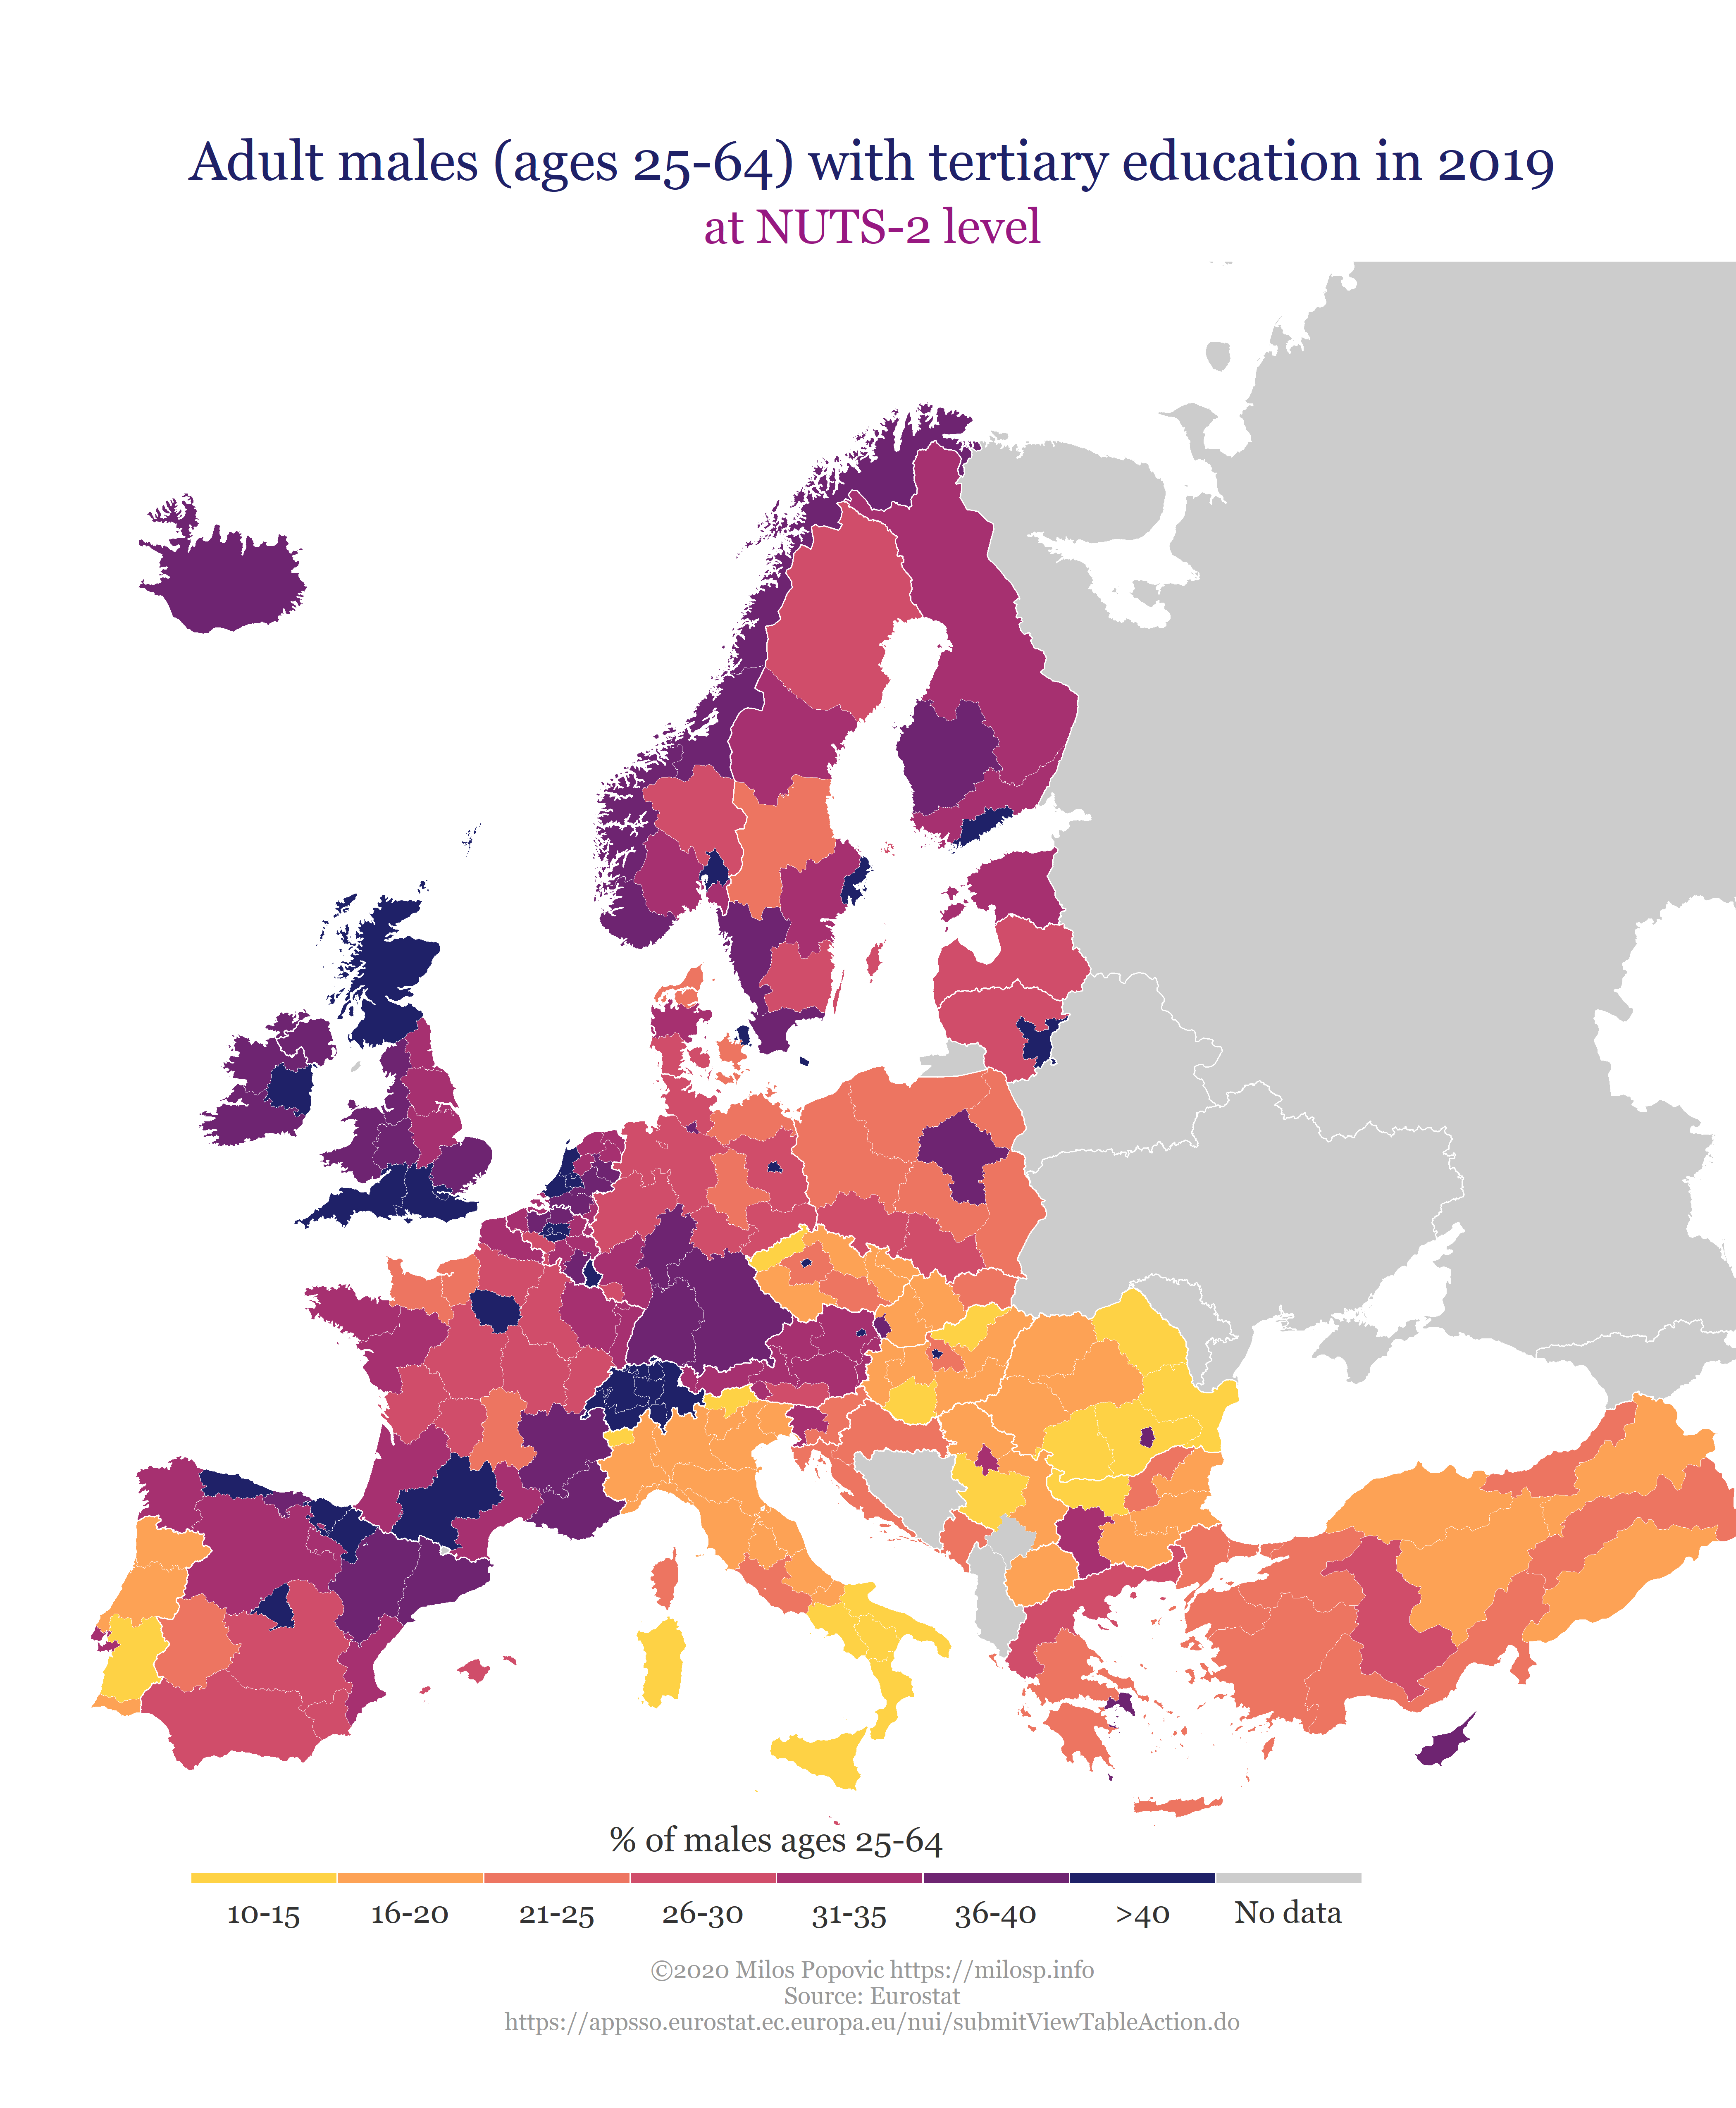 Adult males (ages 25-64) with tertiary education in 2019
at NUTS-2 level
% of males ages 25-64
10-15 16-20 21-25 26-30 31-35 36-40 >40 No data
©2020 Milos Popovic https://milosp.info
Source: Eurostat
https://appsso.eurostat.ec.europa.eu/nui/submitViewTableAction.do